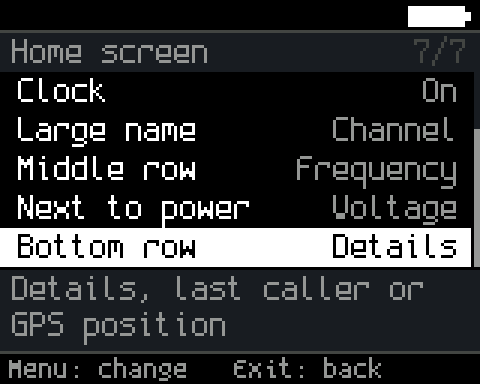 Home screen 7/7
Clock On
Large name Channel
Middle row Frequency
Next to power Voltage
Bottom row Details
Details, last caller or
GPS position
Menu: change Exit: back